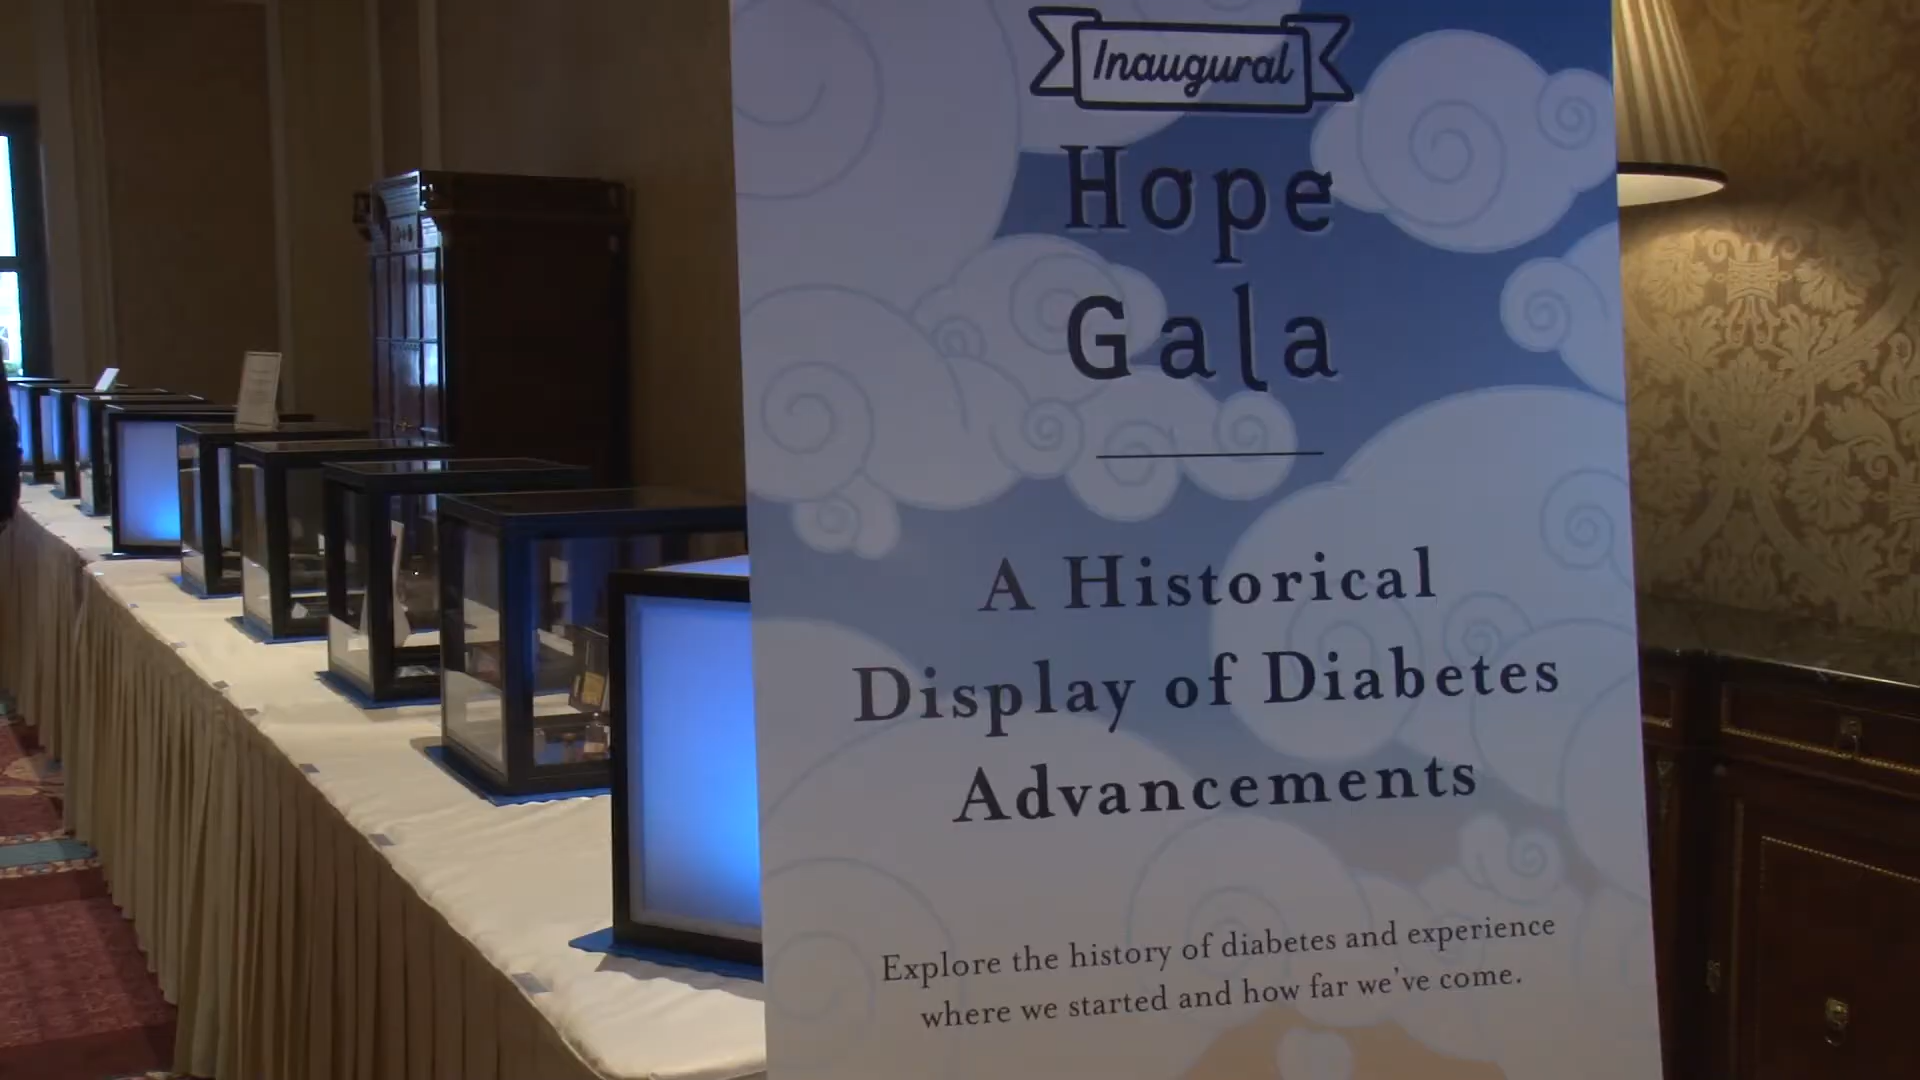 Inaugural
Hope
Gala
A Historical
Display of Diabetes
Advancements
Explore the history of diabetes and experience
where we started and how far we've come.